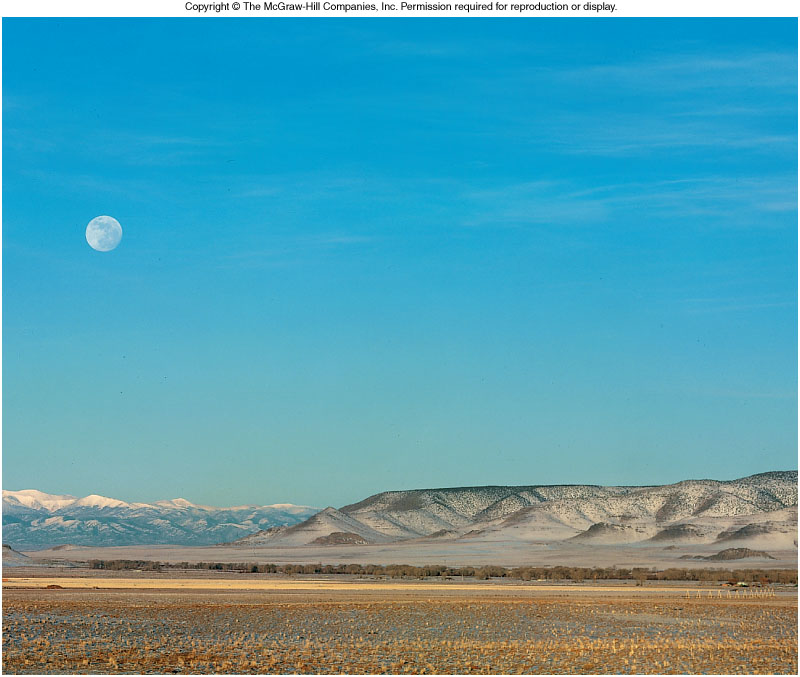 Copyright © The McGraw-Hill Companies, Inc. Permission required for reproduction or display.